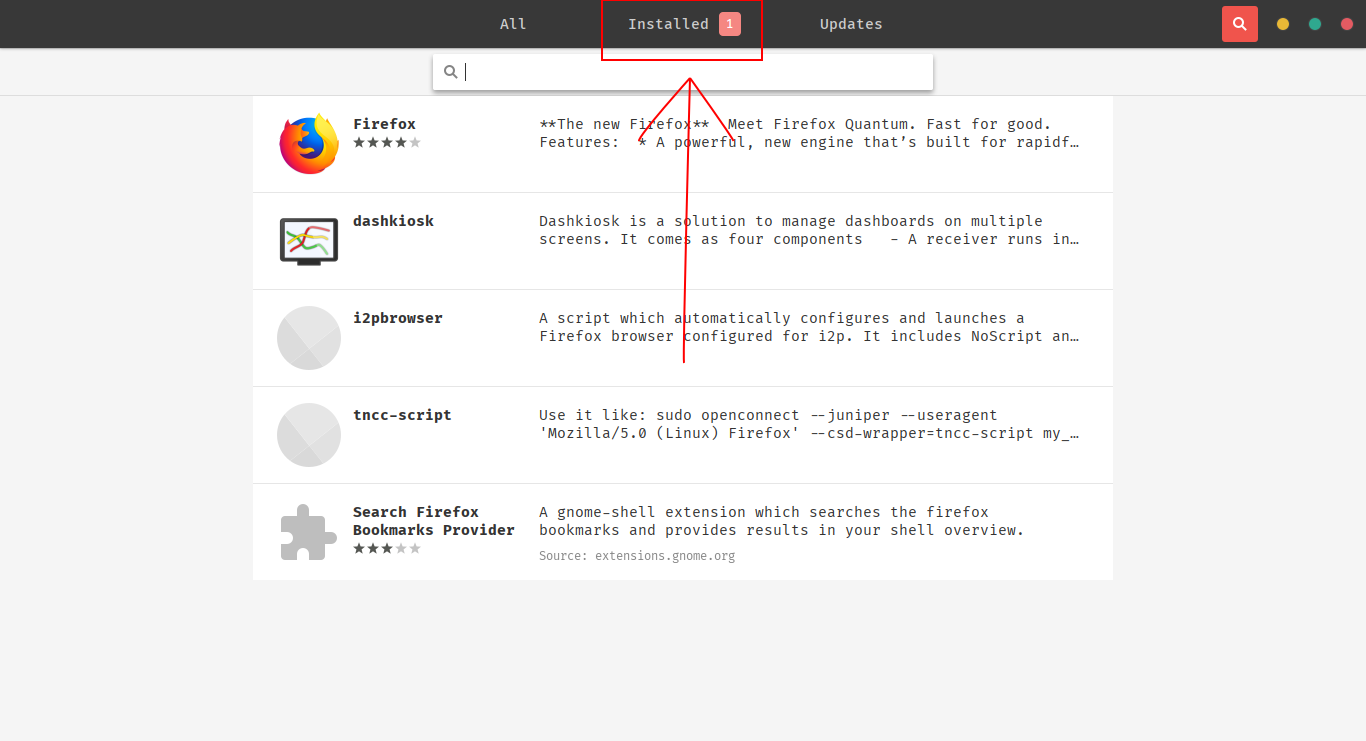 All
Installed 1
Updates
Firefox
**The new Firefox**  Meet Firefox Quantum. Fast for good.
Features:  * A powerful, new engine that’s built for rapidf…
dashkiosk
Dashkiosk is a solution to manage dashboards on multiple
screens. It comes as four components   - A receiver runs in…
i2pbrowser
A script which automatically configures and launches a
Firefox browser configured for i2p. It includes NoScript an…
tncc-script
Use it like: sudo openconnect --juniper --useragent
'Mozilla/5.0 (Linux) Firefox' --csd-wrapper=tncc-script my_…
Search Firefox
Bookmarks Provider
A gnome-shell extension which searches the firefox
bookmarks and provides results in your shell overview.
Source: extensions.gnome.org